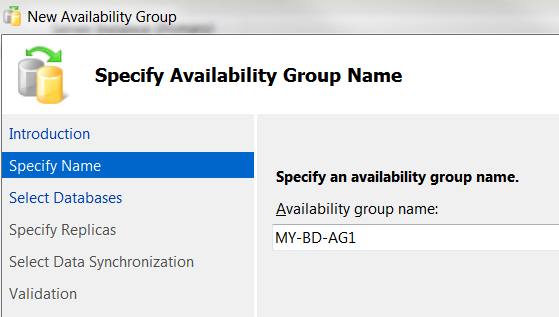 New Availability Group
Specify Availability Group Name
Introduction
Specify Name
Select Databases
Specify Replicas
Select Data Synchronization
Validation
Specify an availability group name.
Availability group name:
MY-BD-AG1